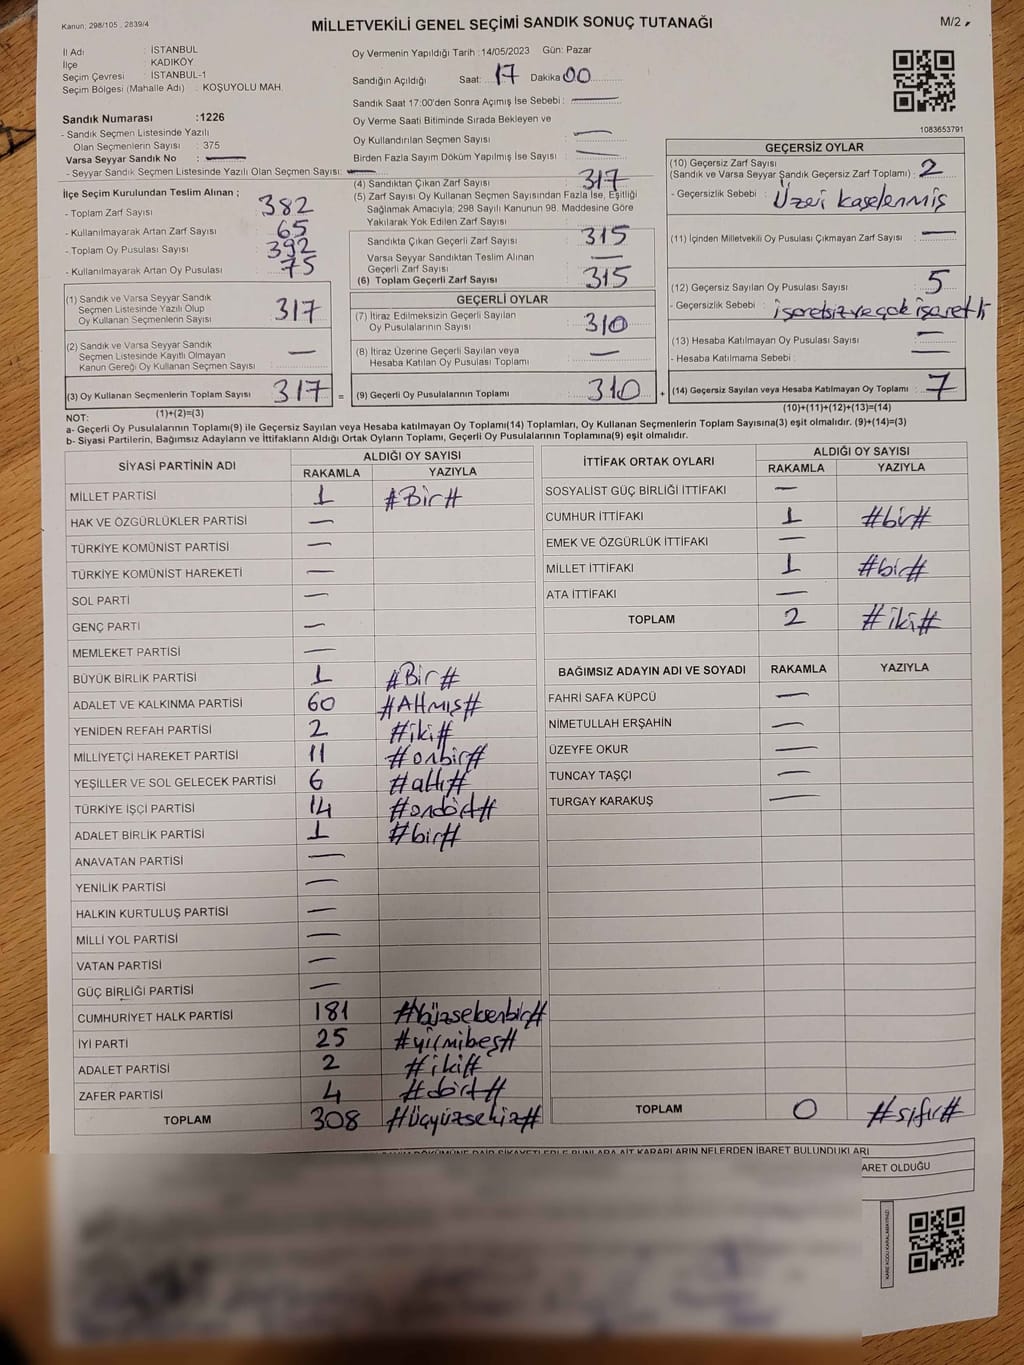 Kanun; 298/105 . 2839/4
MİLLETVEKİLİ GENEL SEÇİMİ SANDIK SONUÇ TUTANAĞI
M/2
İl Adı : İSTANBUL
İlçe : KADIKÖY
Seçim Çevresi : İSTANBUL-1
Seçim Bölgesi (Mahalle Adı) : KOŞUYOLU MAH.
Sandık Numarası :1226
- Sandık Seçmen Listesinde Yazılı
Olan Seçmenlerin Sayısı : 375
Varsa Seyyar Sandık No : —
- Seyyar Sandık Seçmen Listesinde Yazılı Olan Seçmen Sayısı: —
İlçe Seçim Kurulundan Teslim Alınan ;
- Toplam Zarf Sayısı : 382
- Kullanılmayarak Artan Zarf Sayısı : 65
- Toplam Oy Pusulası Sayısı : 392
- Kullanılmayarak Artan Oy Pusulası : 75
(1) Sandık ve Varsa Seyyar Sandık
Seçmen Listesinde Yazılı Olup
Oy Kullanan Seçmenlerin Sayısı : 317
(2) Sandık ve Varsa Seyyar Sandık
Seçmen Listesinde Kayıtlı Olmayan
Kanun Gereği Oy Kullanan Seçmen Sayısı : —
(3) Oy Kullanan Seçmenlerin Toplam Sayısı : 317 =
(1)+(2)=(3)
Oy Vermenin Yapıldığı Tarih : 14/05/2023 Gün: Pazar
Sandığın Açıldığı Saat: 17 Dakika 00
Sandık Saat 17:00'den Sonra Açımış İse Sebebi : —
Oy Verme Saati Bitiminde Sırada Bekleyen ve
Oy Kullandırılan Seçmen Sayısı : —
Birden Fazla Sayım Döküm Yapılmış İse Sayısı : —
(4) Sandıktan Çıkan Zarf Sayısı : 317
(5) Zarf Sayısı Oy Kullanan Seçmen Sayısından Fazla İse, Eşitliği
Sağlamak Amacıyla; 298 Sayılı Kanunun 98. Maddesine Göre
Yakılarak Yok Edilen Zarf Sayısı :
Sandıkta Çıkan Geçerli Zarf Sayısı : 315
Varsa Seyyar Sandıktan Teslim Alınan
Geçerli Zarf Sayısı : —
(6) Toplam Geçerli Zarf Sayısı : 315
GEÇERLİ OYLAR
(7) İtiraz Edilmeksizin Geçerli Sayılan
Oy Pusulalarının Sayısı : 310
(8) İtiraz Üzerine Geçerli Sayılan veya
Hesaba Katılan Oy Pusulası Toplamı : —
(9) Geçerli Oy Pusulalarının Toplamı : 310 +
1083653791
GEÇERSİZ OYLAR
(10) Geçersiz Zarf Sayısı
(Sandık ve Varsa Seyyar Sandık Geçersiz Zarf Toplamı) : 2
- Geçersizlik Sebebi : Üzeri kaşelenmiş
(11) İçinden Milletvekili Oy Pusulası Çıkmayan Zarf Sayısı : —
(12) Geçersiz Sayılan Oy Pusulası Sayısı : 5
- Geçersizlik Sebebi : işaretsiz ve çok işaretli
(13) Hesaba Katılmayan Oy Pusulası Sayısı : —
- Hesaba Katılmama Sebebi : —
(14) Geçersiz Sayılan veya Hesaba Katılmayan Oy Toplamı : 7
(10)+(11)+(12)+(13)=(14)
NOT:
a- Geçerli Oy Pusulalarının Toplamı(9) ile Geçersiz Sayılan veya Hesaba katılmayan Oy Toplamı(14) Toplamları, Oy Kullanan Seçmenlerin Toplam Sayısına(3) eşit olmalıdır. (9)+(14)=(3)
b- Siyasi Partilerin, Bağımsız Adayların ve İttifakların Aldığı Ortak Oyların Toplamı, Geçerli Oy Pusulalarının Toplamına(9) eşit olmalıdır.
SİYASİ PARTİNİN ADI ALDIĞI OY SAYISI
RAKAMLA YAZIYLA
MİLLET PARTİSİ 1 #Bir#
HAK VE ÖZGÜRLÜKLER PARTİSİ —
TÜRKİYE KOMÜNİST PARTİSİ —
TÜRKİYE KOMÜNİST HAREKETİ —
SOL PARTİ —
GENÇ PARTİ —
MEMLEKET PARTİSİ —
BÜYÜK BİRLİK PARTİSİ 1 #Bir#
ADALET VE KALKINMA PARTİSİ 60 #Altmış#
YENİDEN REFAH PARTİSİ 2 #iki#
MİLLİYETÇİ HAREKET PARTİSİ 11 #onbir#
YEŞİLLER VE SOL GELECEK PARTİSİ 6 #altı#
TÜRKİYE İŞÇİ PARTİSİ 14 #ondört#
ADALET BİRLİK PARTİSİ 1 #bir#
ANAVATAN PARTİSİ —
YENİLİK PARTİSİ —
HALKIN KURTULUŞ PARTİSİ —
MİLLİ YOL PARTİSİ —
VATAN PARTİSİ —
GÜÇ BİRLİĞİ PARTİSİ —
CUMHURİYET HALK PARTİSİ 181 #yüzseksenbir#
İYİ PARTİ 25 #yirmibeş#
ADALET PARTİSİ 2 #iki#
ZAFER PARTİSİ 4 #dört#
TOPLAM 308 #üçyüzsekiz#
İTTİFAK ORTAK OYLARI ALDIĞI OY SAYISI
RAKAMLA YAZIYLA
SOSYALİST GÜÇ BİRLİĞİ İTTİFAKI —
CUMHUR İTTİFAKI 1 #bir#
EMEK VE ÖZGÜRLÜK İTTİFAKI —
MİLLET İTTİFAKI 1 #bir#
ATA İTTİFAKI —
TOPLAM 2 #iki#
BAĞIMSIZ ADAYIN ADI VE SOYADI RAKAMLA YAZIYLA
FAHRİ SAFA KÜPCÜ —
NİMETULLAH ERŞAHİN —
ÜZEYFE OKUR —
TUNCAY TAŞÇI —
TURGAY KARAKUŞ —
TOPLAM 0 #sıfır#
KARARLARIN NELERDEN İBARET BULUNDUKLARI
ARET OLDUĞU
KARE KODU KARALAMAYINIZ!